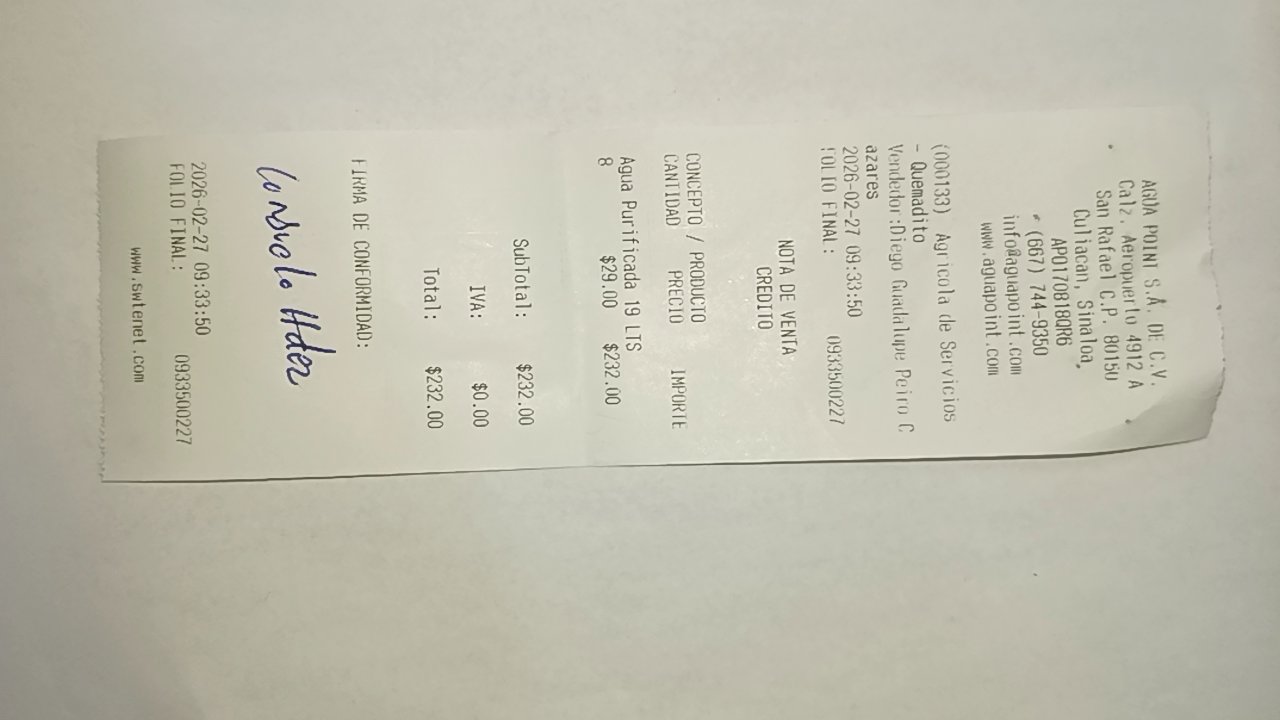 AGUA POINT S.A. DE C.V.
Calz. Aeropuerto 4912 A
San Rafael C.P. 80150
Culiacan, Sinaloa,
APO170818QR6
(667) 744-9350
info@aguapoint.com
www.aguapoint.com
(000133) Agricola de Servicios
- Quemadito
Vendedor:Diego Guadalupe Peiro C
azares
2026-02-27 09:33:50
FOLIO FINAL: 0933500227
NOTA DE VENTA
CREDITO
CONCEPTO / PRODUCTO
CANTIDAD PRECIO IMPORTE
Agua Purificada 19 LTS
8 $29.00 $232.00
SubTotal: $232.00
IVA: $0.00
Total: $232.00
FIRMA DE CONFORMIDAD:
Consuelo Hdez
2026-02-27 09:33:50
FOLIO FINAL: 0933500227
www.swtenet.com